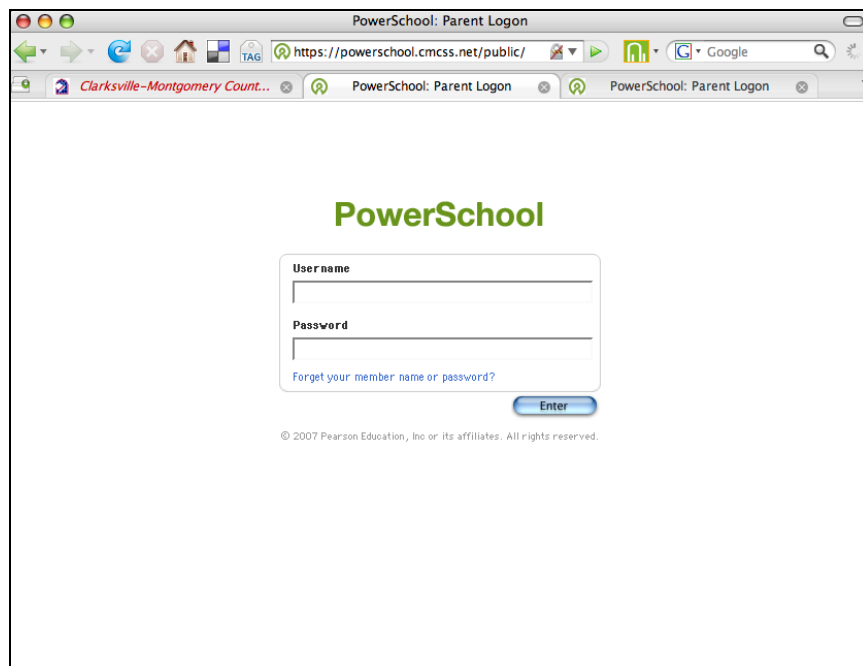 PowerSchool: Parent Logon
TAG
https://powerschool.cmcss.net/public/
G
Google
Clarksville-Montgomery Count...
PowerSchool: Parent Logon
PowerSchool: Parent Logon
PowerSchool
Username
Password
Forget your member name or password?
Enter
© 2007 Pearson Education, Inc or its affiliates. All rights reserved.